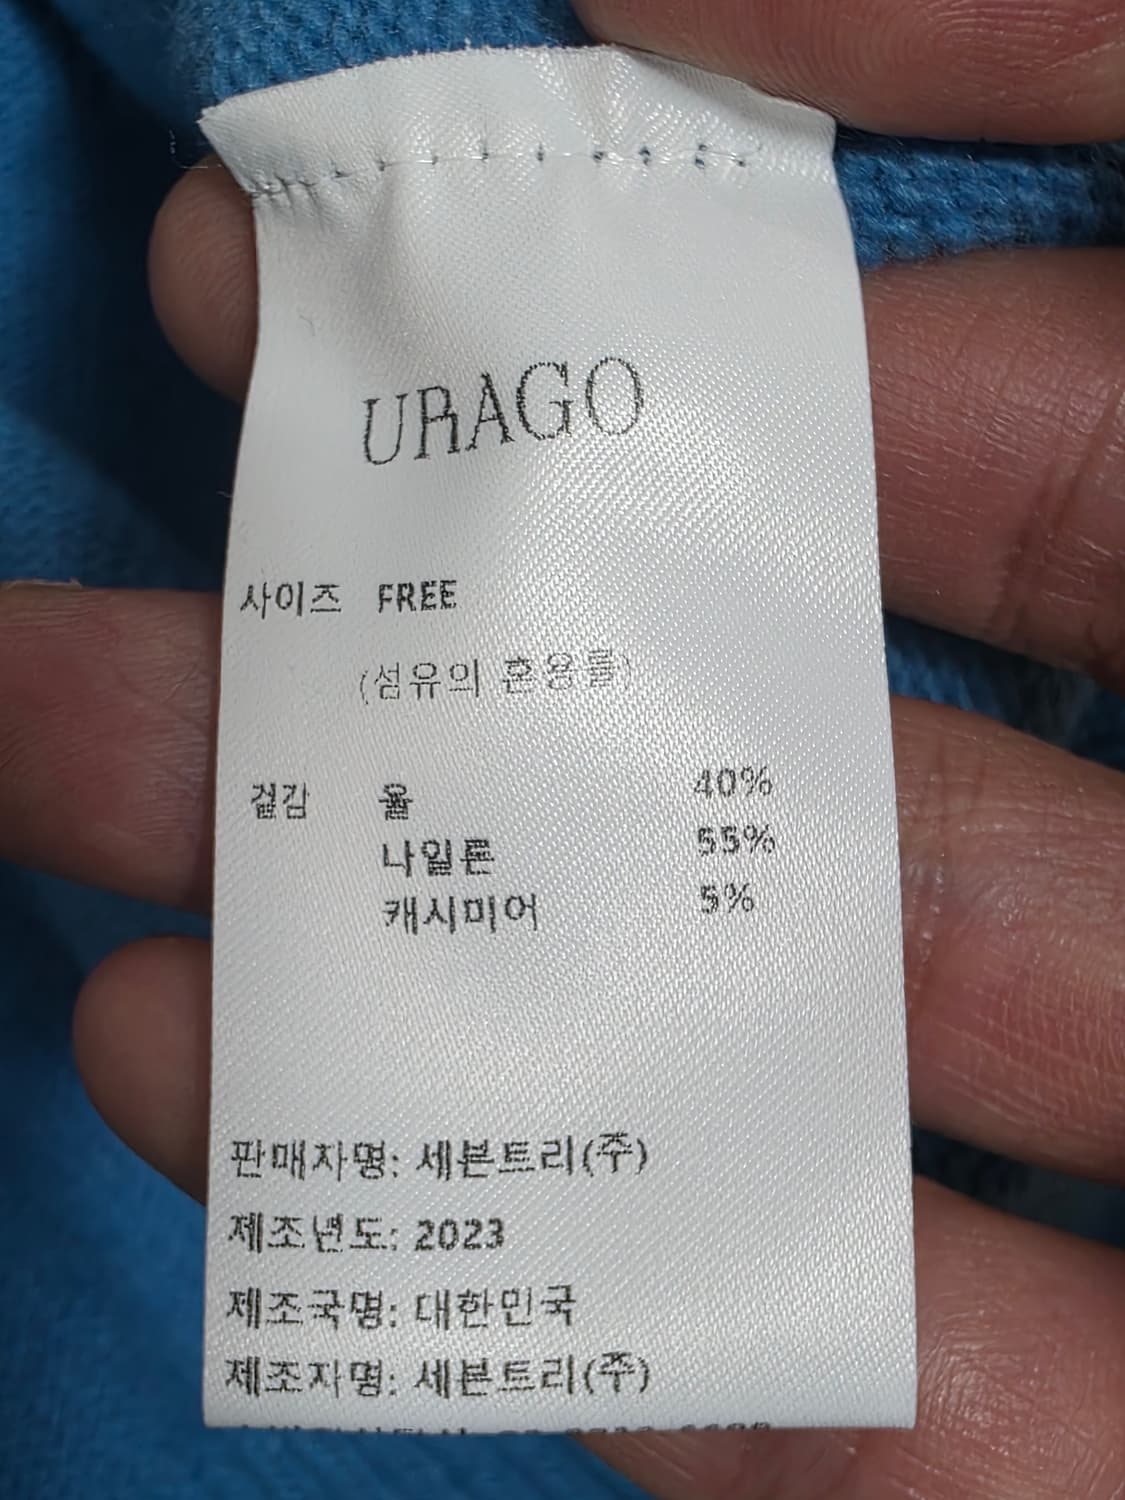 URAGO
사이즈 FREE
(섬유의 혼용률)
겉감 울 40%
나일론 55%
캐시미어 5%
판매자명: 세븐트리(주)
제조년도: 2023
제조국명: 대한민국
제조자명: 세븐트리(주)